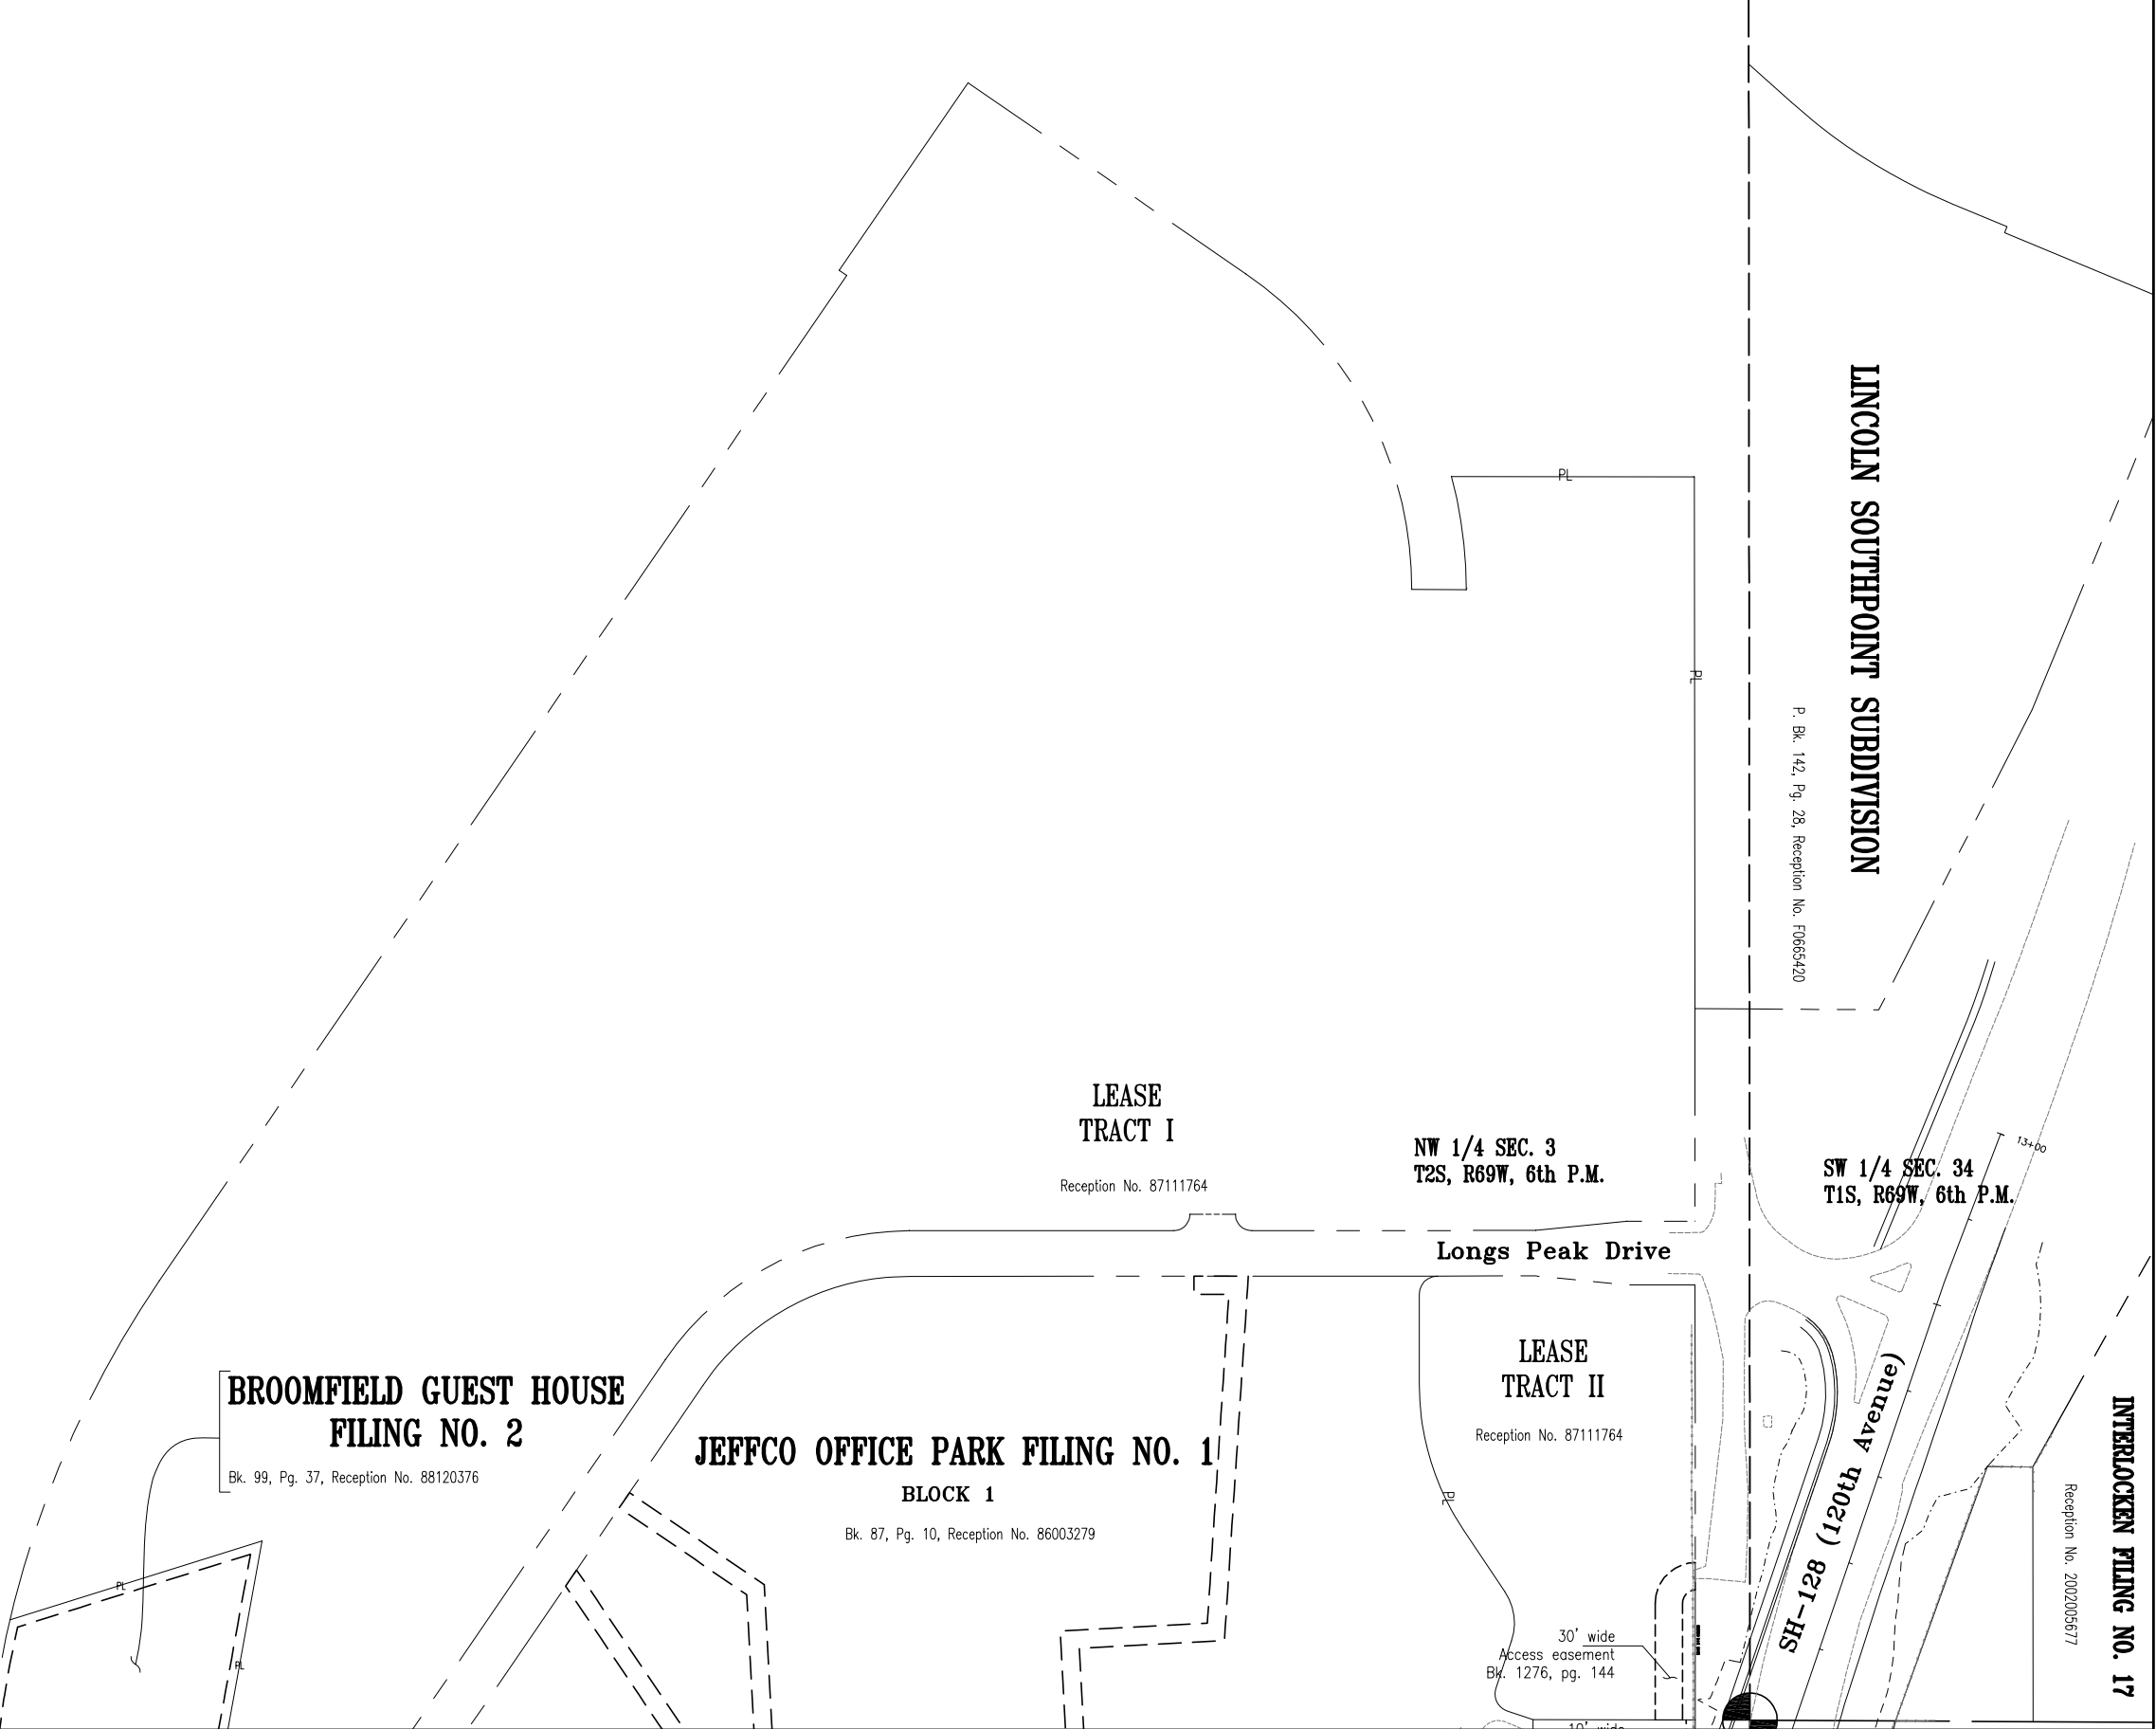 PL
LINCOLN SOUTHPOINT SUBDIVISION
P. Bk. 142, Pg. 28, Reception No. F0665420
PL
LEASE
TRACT I
Reception No. 87111764
NW 1/4 SEC. 3
T2S, R69W, 6th P.M.
13+00
SW 1/4 SEC. 34
T1S, R69W, 6th P.M.
Longs Peak Drive
LEASE
TRACT II
Reception No. 87111764
BROOMFIELD GUEST HOUSE
FILING NO. 2
Bk. 99, Pg. 37, Reception No. 88120376
JEFFCO OFFICE PARK FILING NO. 1
BLOCK 1
Bk. 87, Pg. 10, Reception No. 86003279
PL
SH-128 (120th Avenue)
INTERLOCKEN FILING NO. 17
Reception No. 2002005677
PL
PL
30' wide
Access easement
Bk. 1276, pg. 144
10' wide